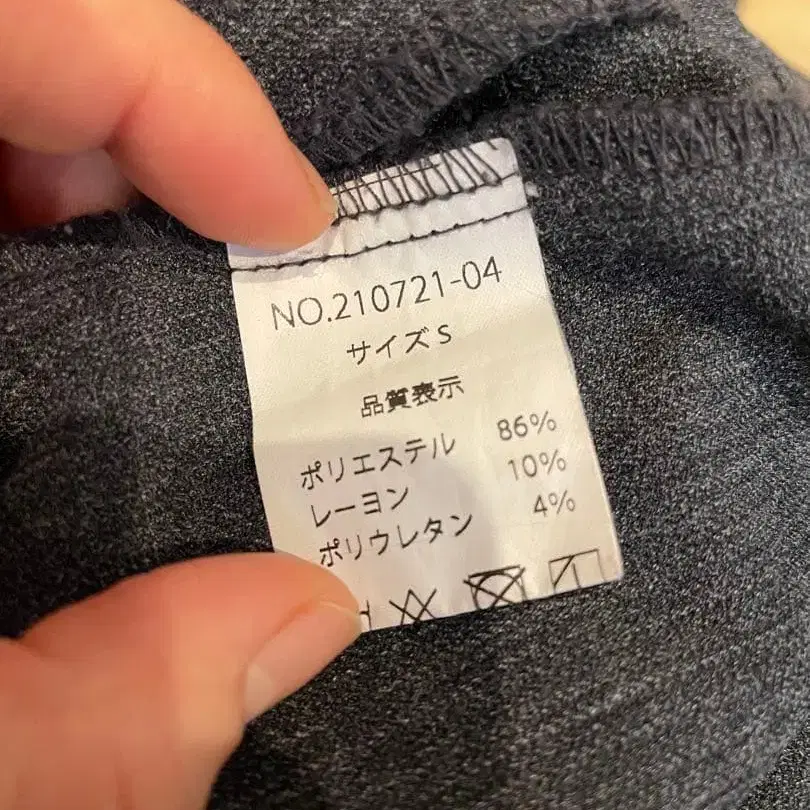 NO.210721-04
サイズ S
品質表示
ポリエステル 86%
レーヨン 10%
ポリウレタン 4%